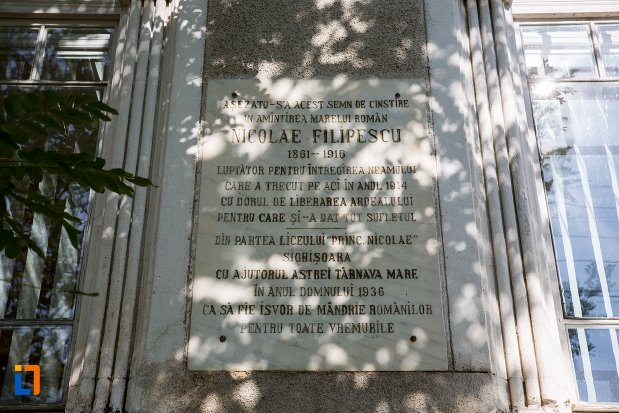 AȘEZATU-S'A ACEST SEMN DE CINSTIRE
ÎN AMINTIREA MARELUI ROMÂN
NICOLAE FILIPESCU
1861-1916
LUPTĂTOR PENTRU ÎNTREGIREA NEAMULUI
CARE A TRECUT PE ACI ÎN ANUL 1914
CU DORUL DE LIBERAREA ARDEALULUI
PENTRU CARE ȘI-A DAT TOT SUFLETUL
DIN PARTEA LICEULUI "PRINC. NICOLAE"
SIGHIȘOARA
CU AJUTORUL ASTREI TÂRNAVA MARE
ÎN ANUL DOMNULUI 1936
CA SĂ FIE ISVOR DE MÂNDRIE ROMÂNILOR
PENTRU TOATE VREMURILE